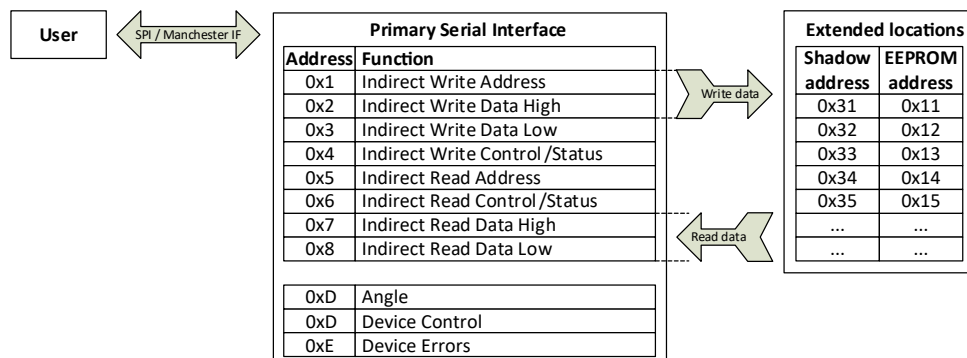 User
SPI / Manchester IF
Primary Serial Interface
Address Function
0x1 Indirect Write Address
0x2 Indirect Write Data High
0x3 Indirect Write Data Low
0x4 Indirect Write Control /Status
0x5 Indirect Read Address
0x6 Indirect Read Control /Status
0x7 Indirect Read Data High
0x8 Indirect Read Data Low
0xD Angle
0xD Device Control
0xE Device Errors
Write data
Read data
Extended locations
Shadow address EEPROM address
0x31 0x11
0x32 0x12
0x33 0x13
0x34 0x14
0x35 0x15
... ...
... ...